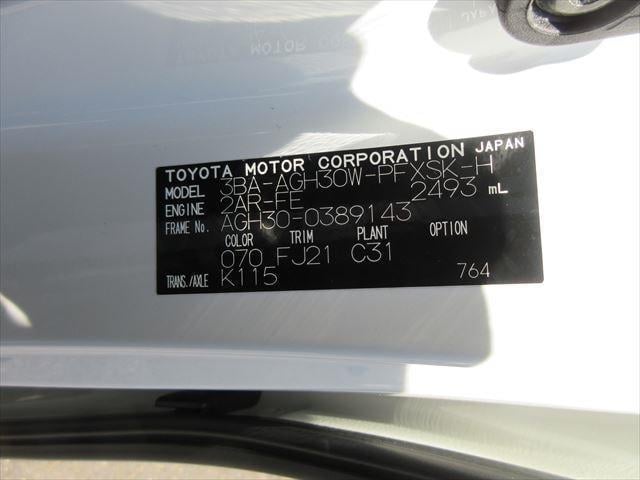 TOYOTA MOTOR CORPORATION JAPAN
MODEL 3BA-AGH30W-PFXSK-H
ENGINE 2AR-FE 2493 mL
FRAME No. AGH30-0389143
COLOR TRIM PLANT OPTION
070 FJ21 C31
TRANS./AXLE K115 764